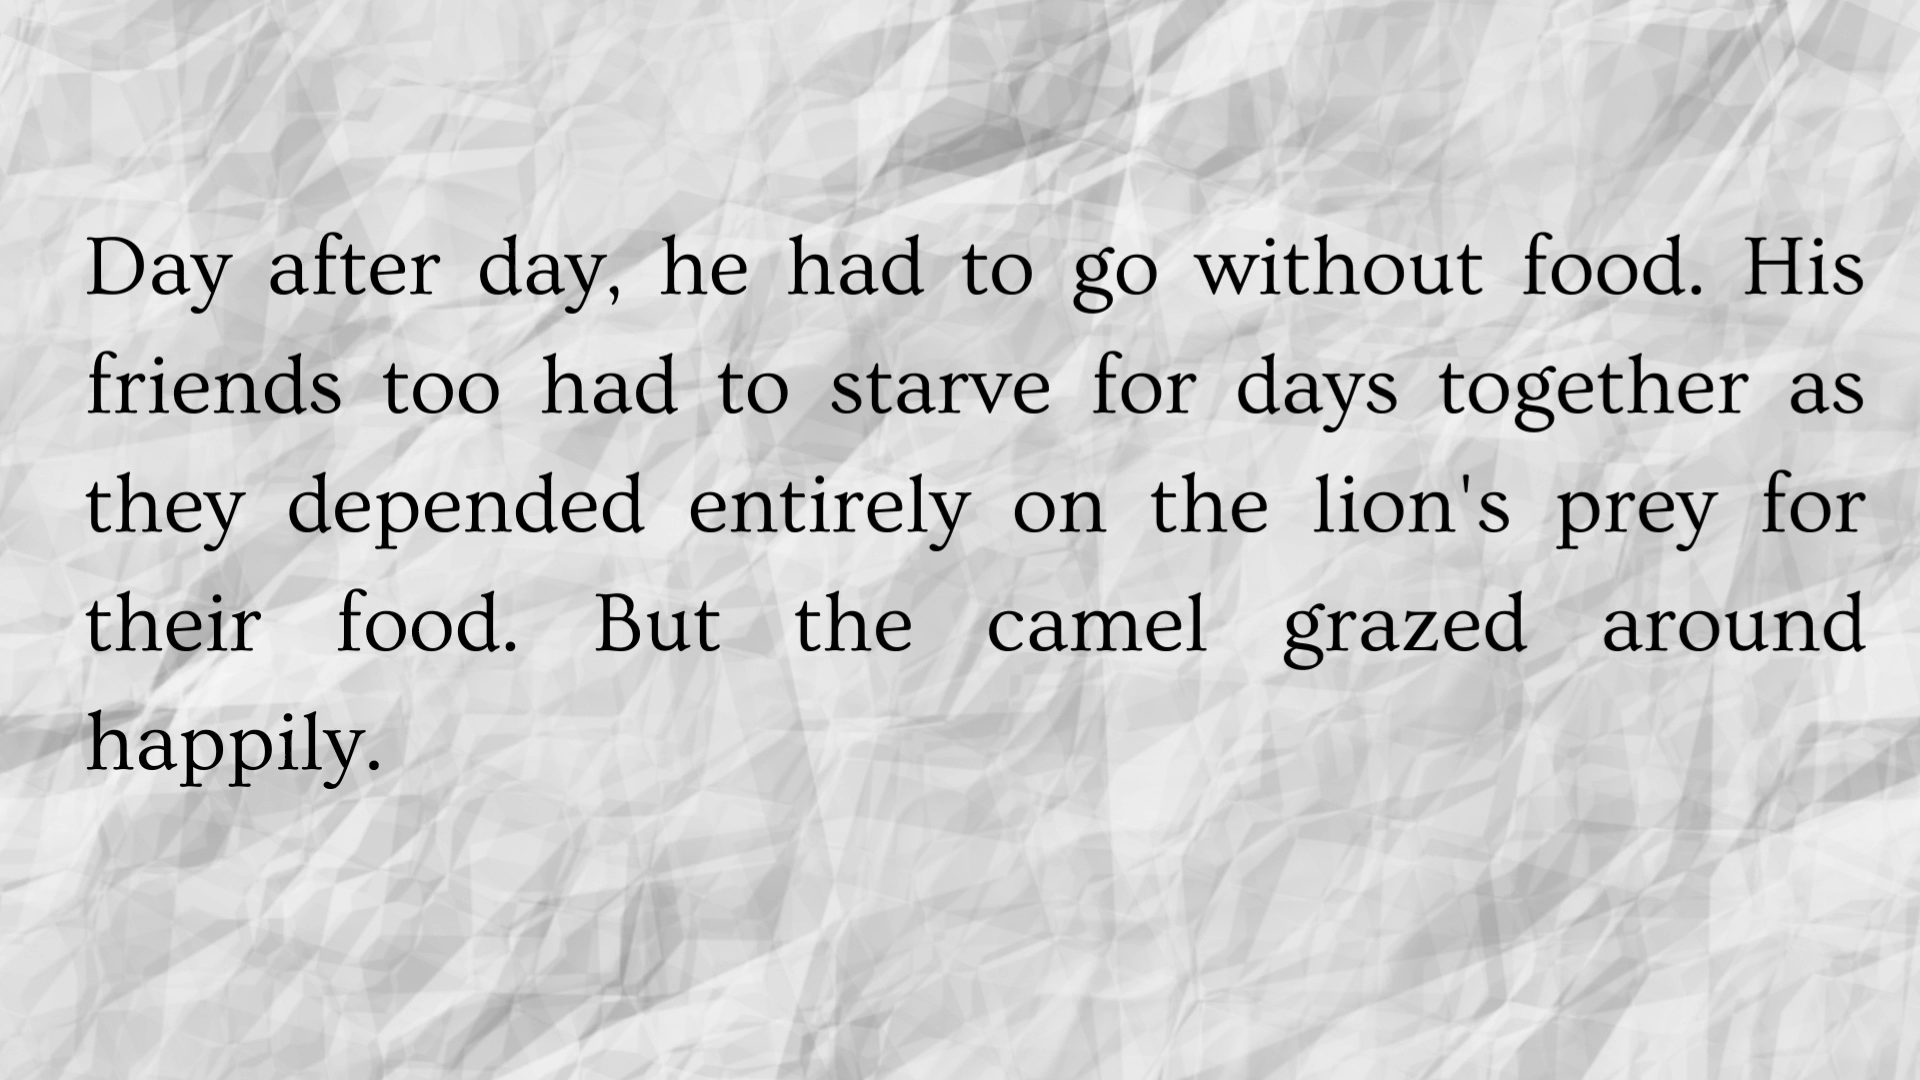 Day after day, he had to go without food. His
friends too had to starve for days together as
they depended entirely on the lion's prey for
their food. But the camel grazed around
happily.